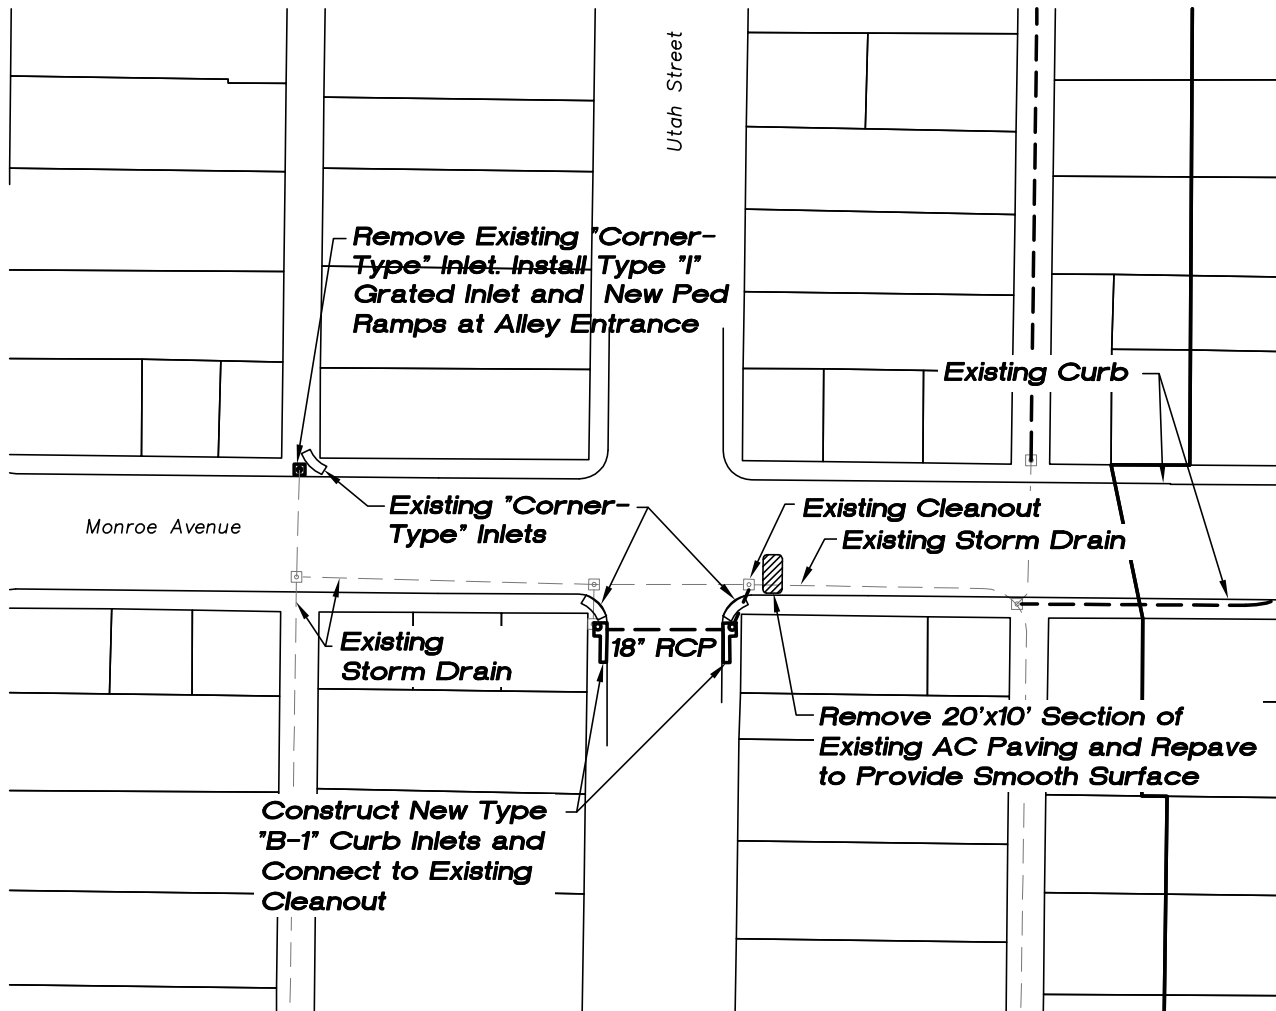 Utah Street
Remove Existing "Corner-
Type" Inlet. Install Type "I"
Grated Inlet and New Ped
Ramps at Alley Entrance
Existing Curb
Existing "Corner-
Type" Inlets
Existing Cleanout
Existing Storm Drain
Monroe Avenue
Existing
Storm Drain
18" RCP
Remove 20'x10' Section of
Existing AC Paving and Repave
to Provide Smooth Surface
Construct New Type
"B-1" Curb Inlets and
Connect to Existing
Cleanout